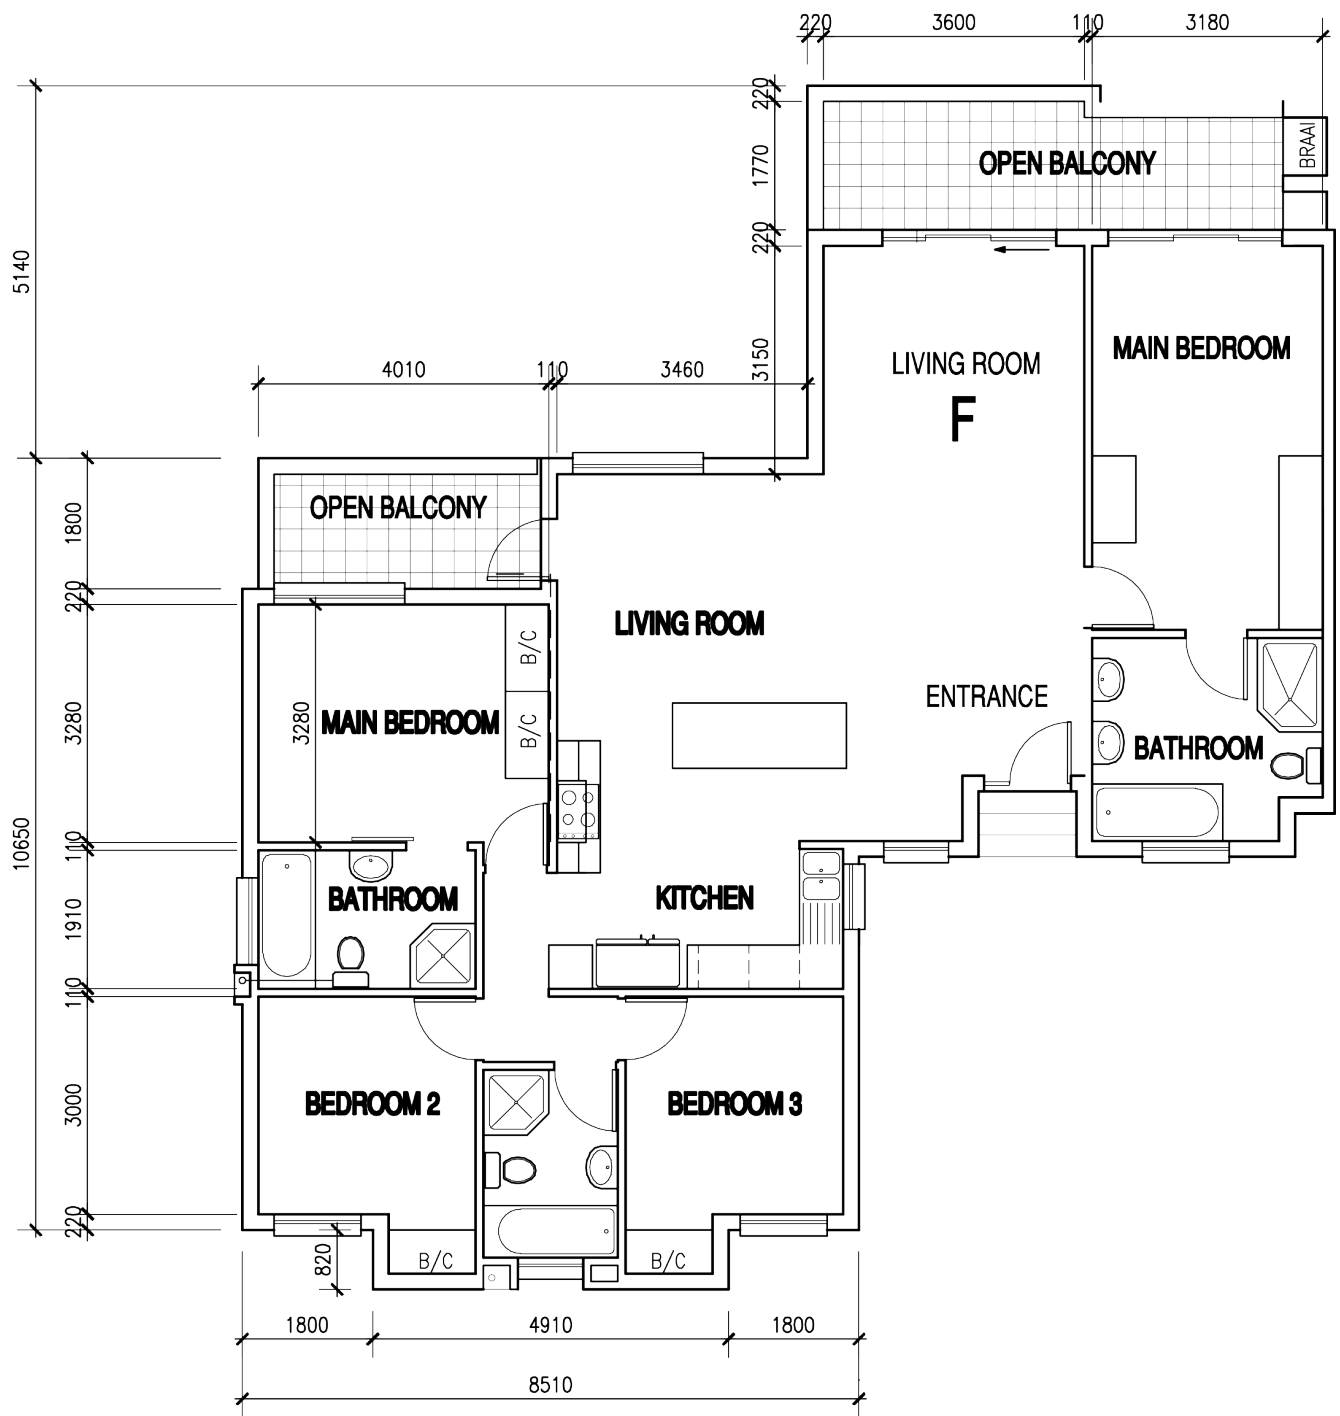 220
3600
110
3180
220
1770
220
3150
5140
OPEN BALCONY
BRAAI
LIVING ROOM
F
MAIN BEDROOM
4010
110
3460
1800
220
3280
110
1910
110
3000
220
10650
OPEN BALCONY
LIVING ROOM
B/C
B/C
3280
MAIN BEDROOM
ENTRANCE
BATHROOM
BATHROOM
KITCHEN
BEDROOM 2
BEDROOM 3
B/C
B/C
820
1800
4910
1800
8510